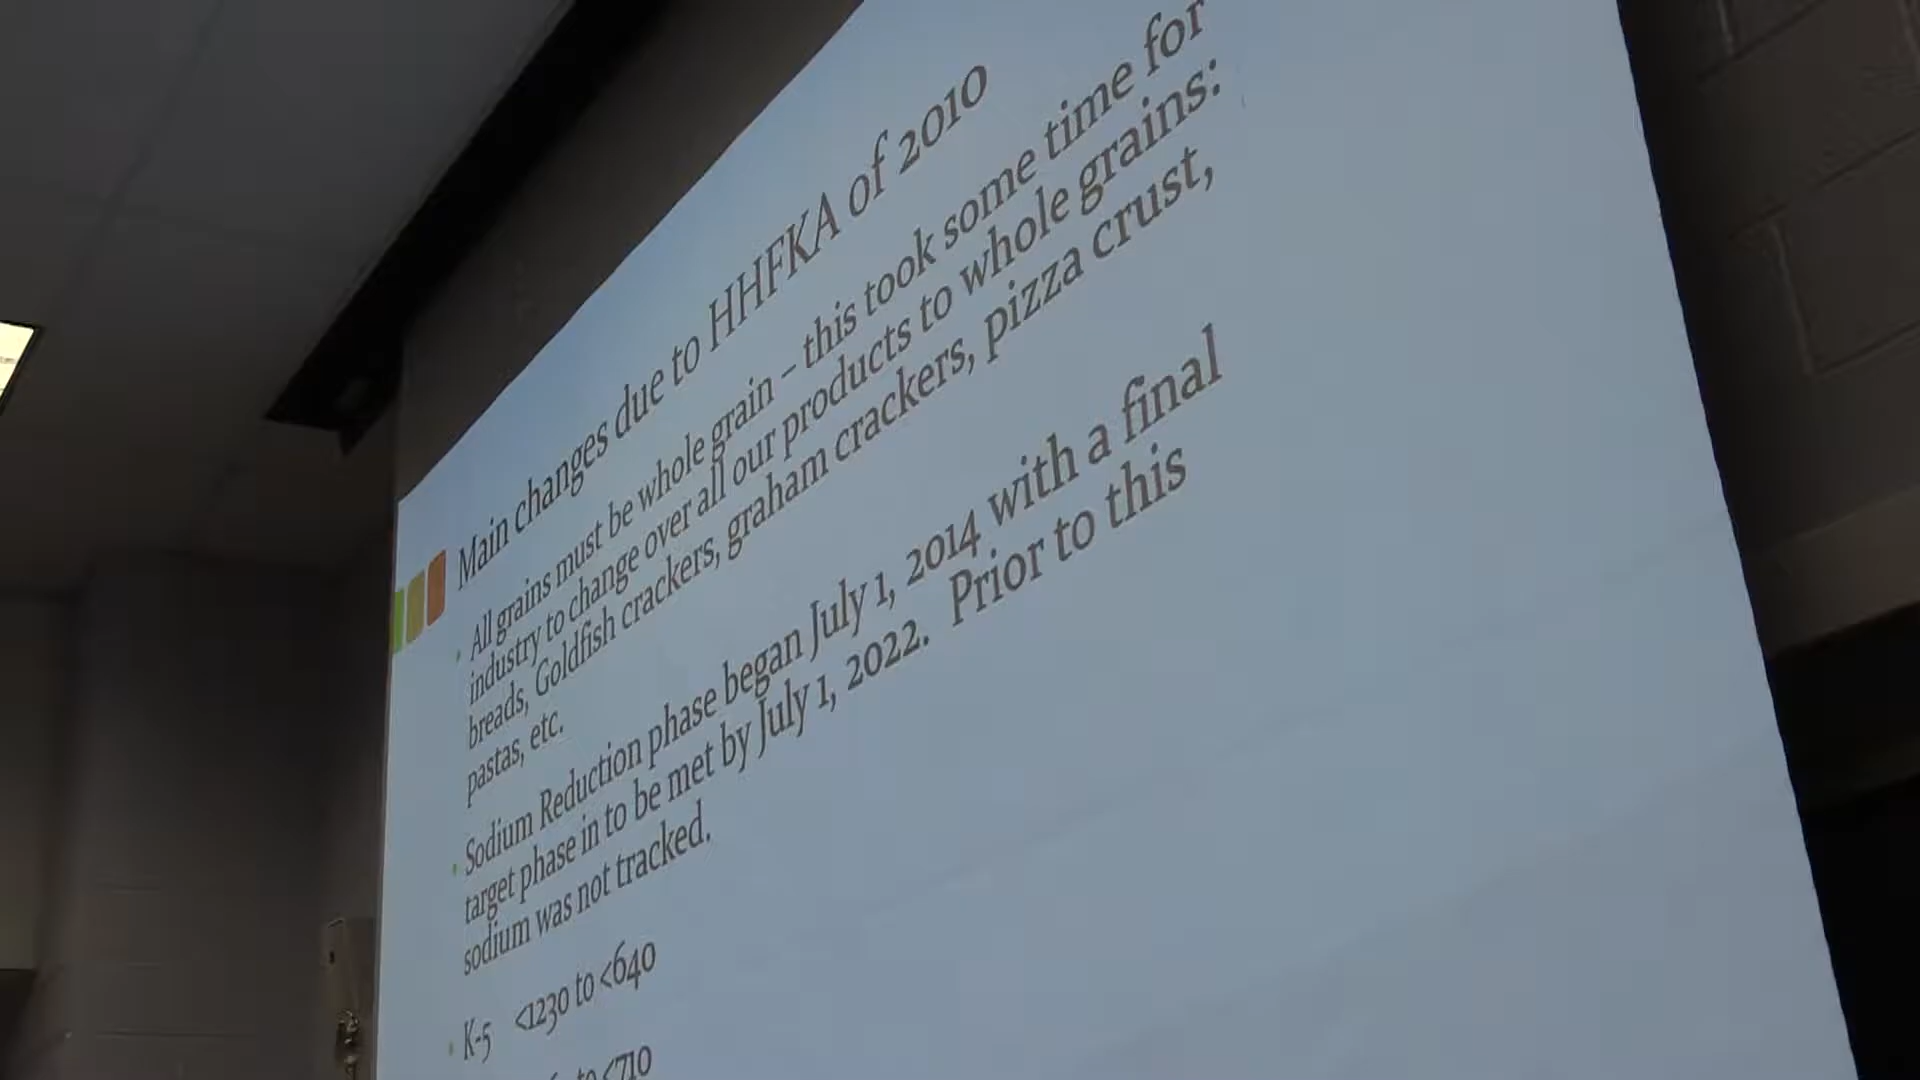 Main changes due to HHFKA of 2010
All grains must be whole grain – this took some time for
industry to change over all our products to whole grains:
breads, Goldfish crackers, graham crackers, pizza crust,
pastas, etc.
Sodium Reduction phase began July 1, 2014 with a final
target phase in to be met by July 1, 2022. Prior to this
sodium was not tracked.
K-5 <1230 to <640
to <710